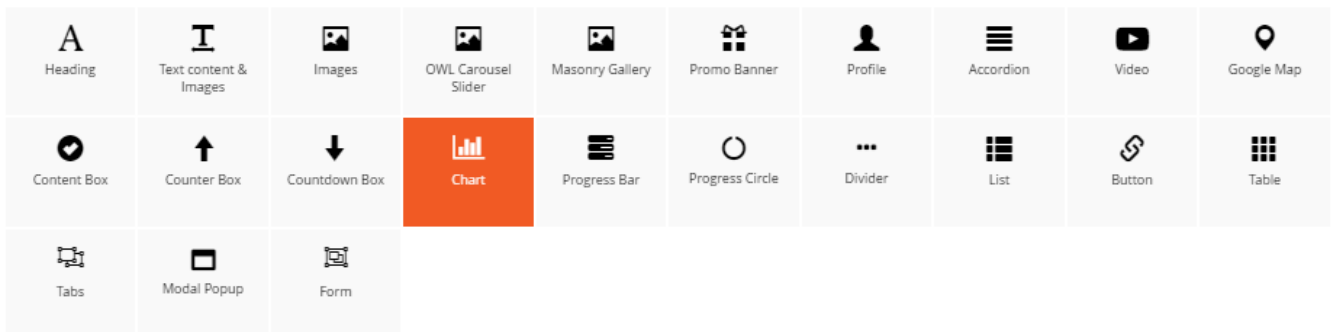 Heading
Text content &
Images
Images
OWL Carousel
Slider
Masonry Gallery
Promo Banner
Profile
Accordion
Video
Google Map
Content Box
Counter Box
Countdown Box
Chart
Progress Bar
Progress Circle
Divider
List
Button
Table
Tabs
Modal Popup
Form